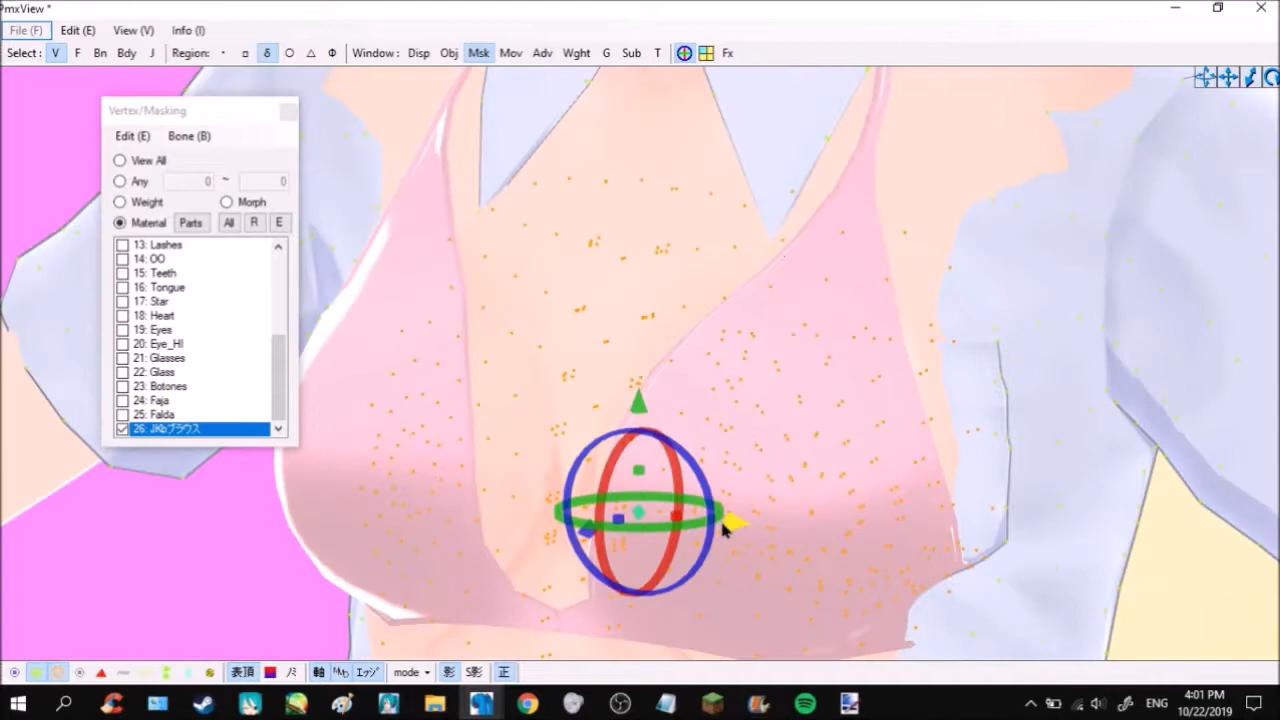 PmxView *
File (F) Edit (E) View (V) Info (I)
Select : V F Bn Bdy J Region: Window : Disp Obj Msk Mov Adv Wght G Sub T Fx
Vertex/Masking
Edit (E) Bone (B)
View All
Any 0 ~ 0
Weight Morph
Material Parts All R E
13: Lashes
14: OO
15: Teeth
16: Tongue
17: Star
18: Heart
19: Eyes
20: Eye_HI
21: Glasses
22: Glass
23: Botones
24: Faja
25: Falda
26: JKbブラウス
表頂 軸 mode 影 S影 正
ENG
4:01 PM
10/22/2019